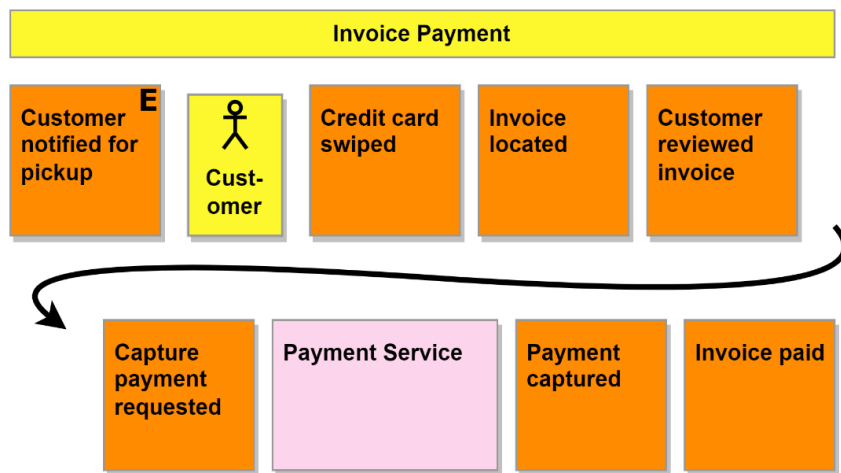 Invoice Payment
E
Customer
notified for
pickup
Cust-
omer
Credit card
swiped
Invoice
located
Customer
reviewed
invoice
Capture
payment
requested
Payment Service
Payment
captured
Invoice paid